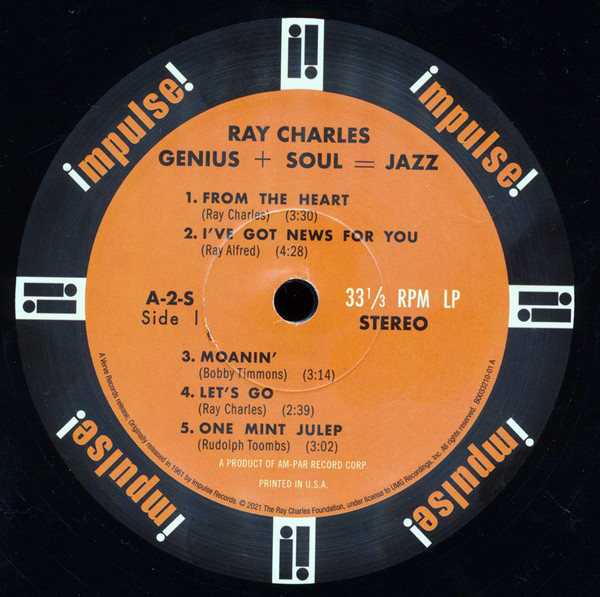 impulse!
impulse!
RAY CHARLES
GENIUS + SOUL = JAZZ
1. FROM THE HEART
(Ray Charles) (3:30)
2. I'VE GOT NEWS FOR YOU
(Ray Alfred) (4:28)
A-2-S
Side 1
33 1/3 RPM LP
STEREO
3. MOANIN'
(Bobby Timmons) (3:14)
4. LET'S GO
(Ray Charles) (2:39)
5. ONE MINT JULEP
(Rudolph Toombs) (3:02)
A PRODUCT OF AM-PAR RECORD CORP.
PRINTED IN U.S.A.
A Verve Records release. Originally released in 1961 by Impulse Records. © 2021 The Ray Charles Foundation, under license to UMG Recordings, Inc. All rights reserved. B0033210-01 A
impulse!
impulse!